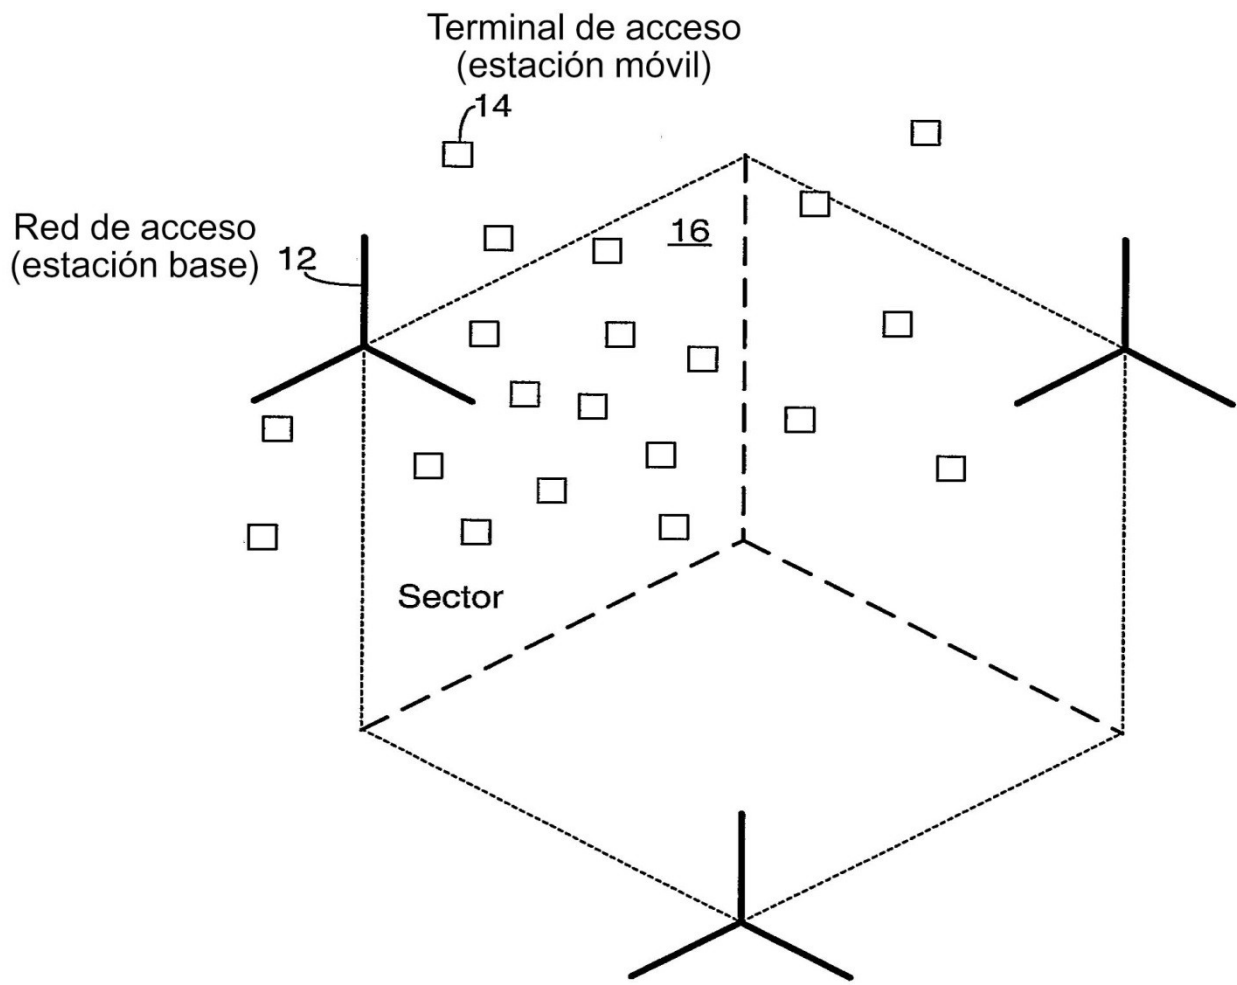 Terminal de acceso
(estación móvil)
14
Red de acceso
(estación base) 12
16
Sector